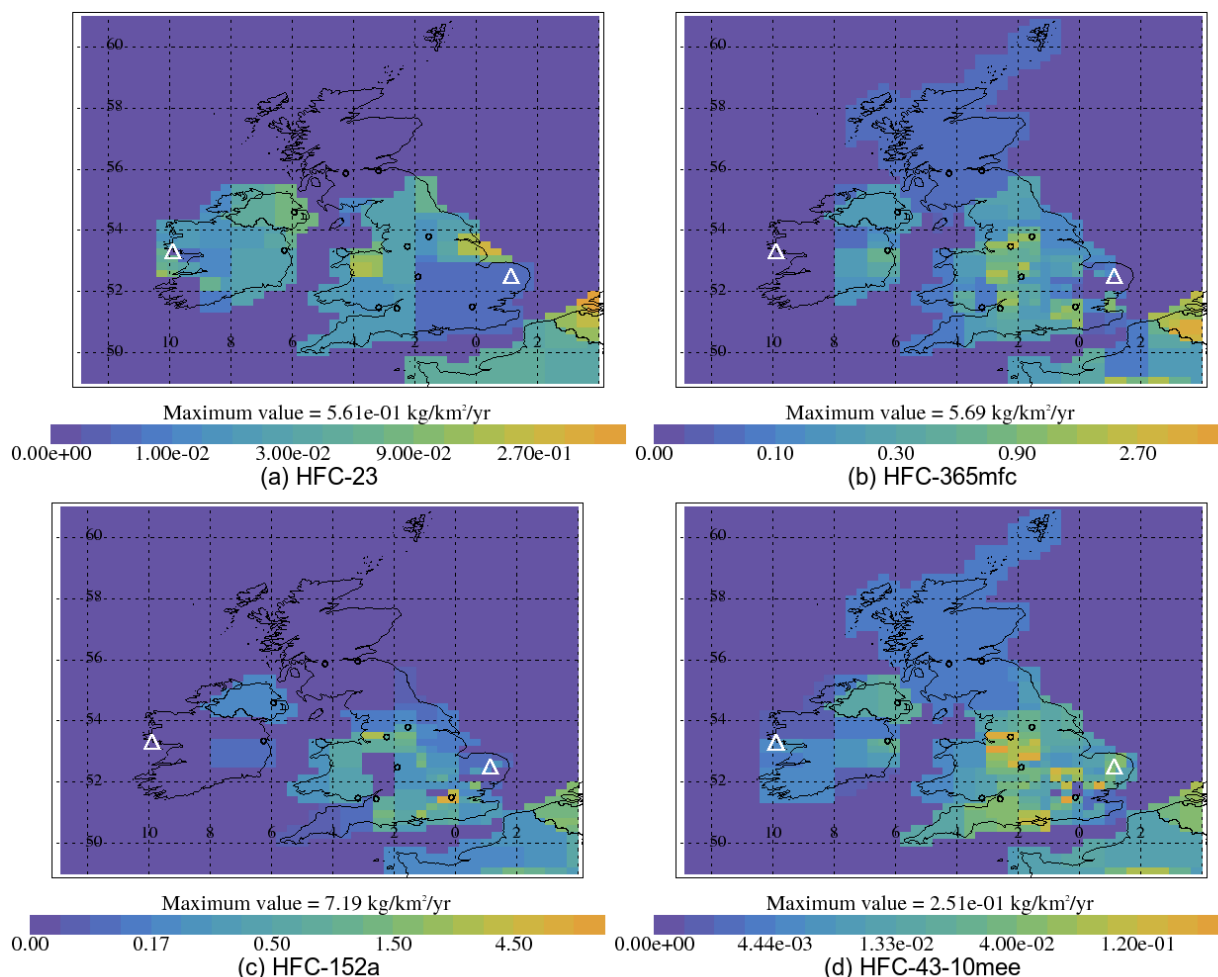 60
58
56
54
52
50
10 8 6 4 2 0 2
Maximum value = 5.61e-01 kg/km²/yr
0.00e+00 1.00e-02 3.00e-02 9.00e-02 2.70e-01
(a) HFC-23
60
58
56
54
52
50
10 8 6 4 2 0 2
Maximum value = 5.69 kg/km²/yr
0.00 0.10 0.30 0.90 2.70
(b) HFC-365mfc
60
58
56
54
52
50
10 8 6 4 2 0 2
Maximum value = 7.19 kg/km²/yr
0.00 0.17 0.50 1.50 4.50
(c) HFC-152a
60
58
56
54
52
50
10 8 6 4 2 0 2
Maximum value = 2.51e-01 kg/km²/yr
0.00e+00 4.44e-03 1.33e-02 4.00e-02 1.20e-01
(d) HFC-43-10mee